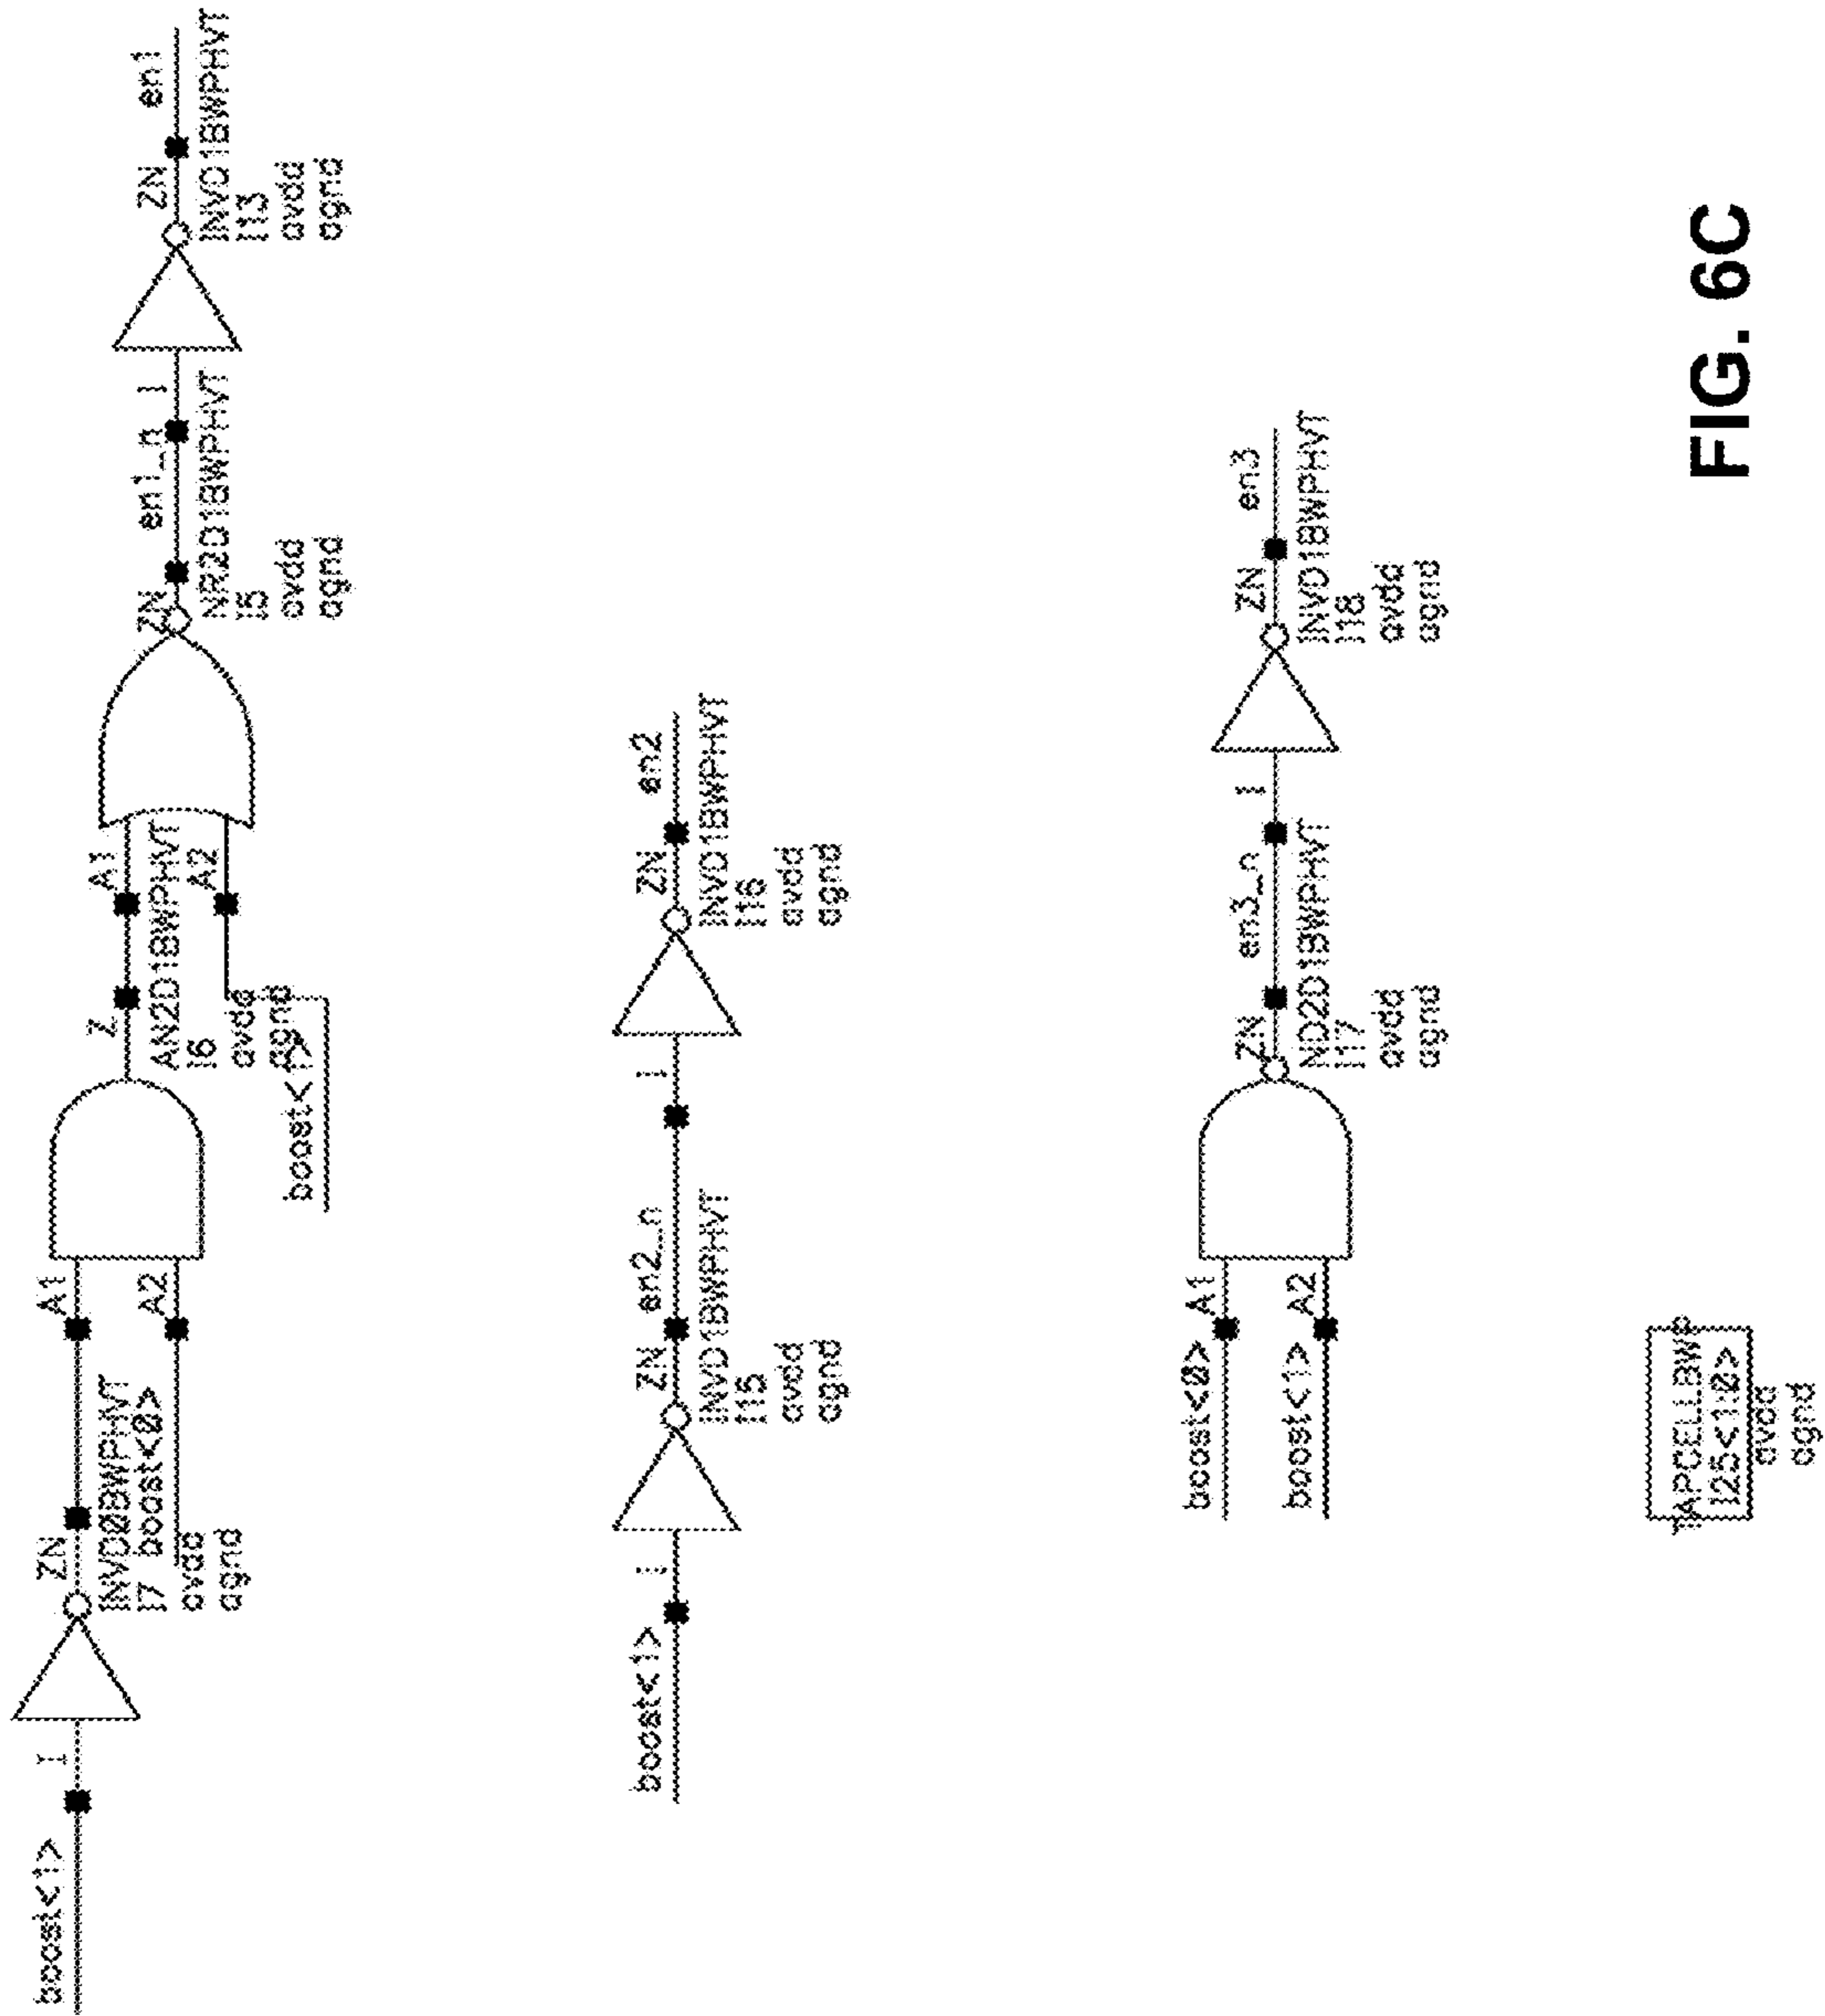 boost<1>
I
ZN
INVD0BWPHVT
I7
boost<0>
avdd
agnd
A1
A2
Z
AN2D1BWPHVT
I6
avdd
agnd
boost<1>
A1
A2
ZN
NR2D1BWPHVT
I5
avdd
agnd
en1_n
I
ZN
INVD1BWPHVT
I13
avdd
agnd
en1
boost<1>
I
ZN
INVD1BWPHVT
I15
avdd
agnd
en2_n
I
ZN
INVD1BWPHVT
I16
avdd
agnd
en2
boost<0>
boost<1>
A1
A2
ZN
ND2D1BWPHVT
I17
avdd
agnd
en3_n
I
ZN
INVD1BWPHVT
I18
avdd
agnd
en3
TAPCELLBWP
avdd
agnd
FIG. 6C